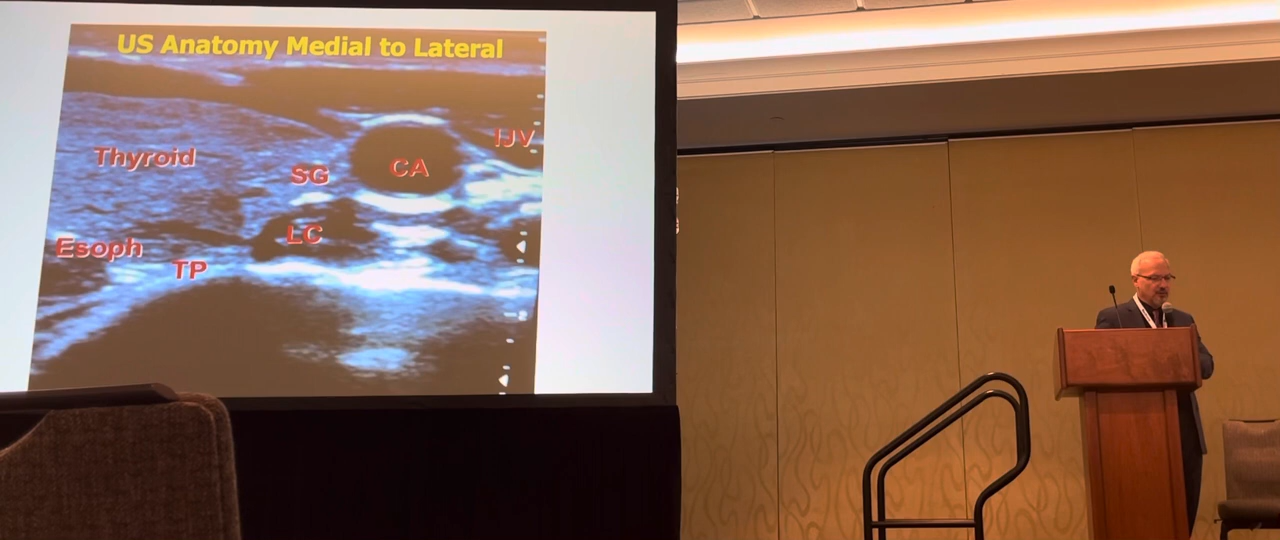 US Anatomy Medial to Lateral
IJV
Thyroid
SG
CA
LC
Esoph
TP